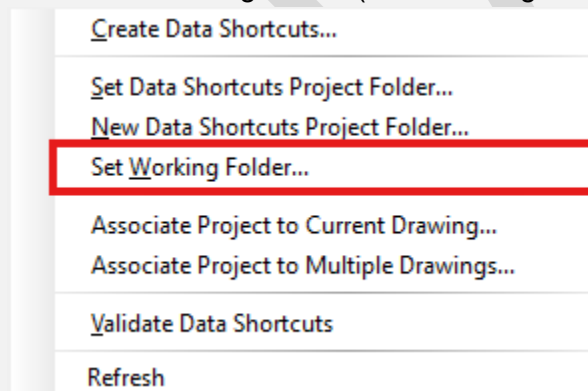 Create Data Shortcuts...
Set Data Shortcuts Project Folder...
New Data Shortcuts Project Folder...
Set Working Folder...
Associate Project to Current Drawing...
Associate Project to Multiple Drawings...
Validate Data Shortcuts
Refresh